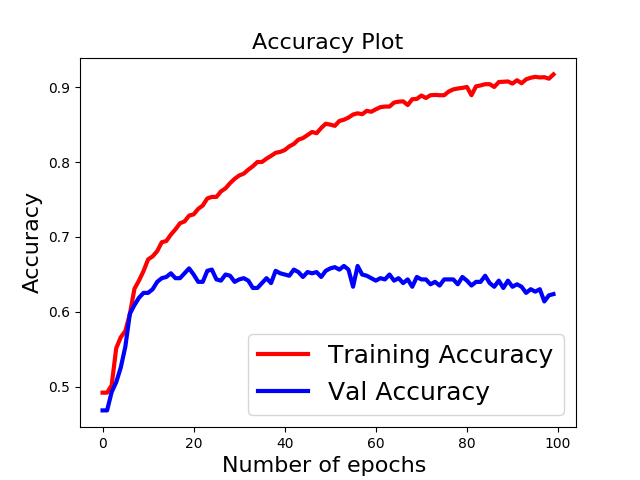 Accuracy Plot
Accuracy
0.9
0.8
0.7
0.6
0.5
Training Accuracy
Val Accuracy
0 20 40 60 80 100
Number of epochs